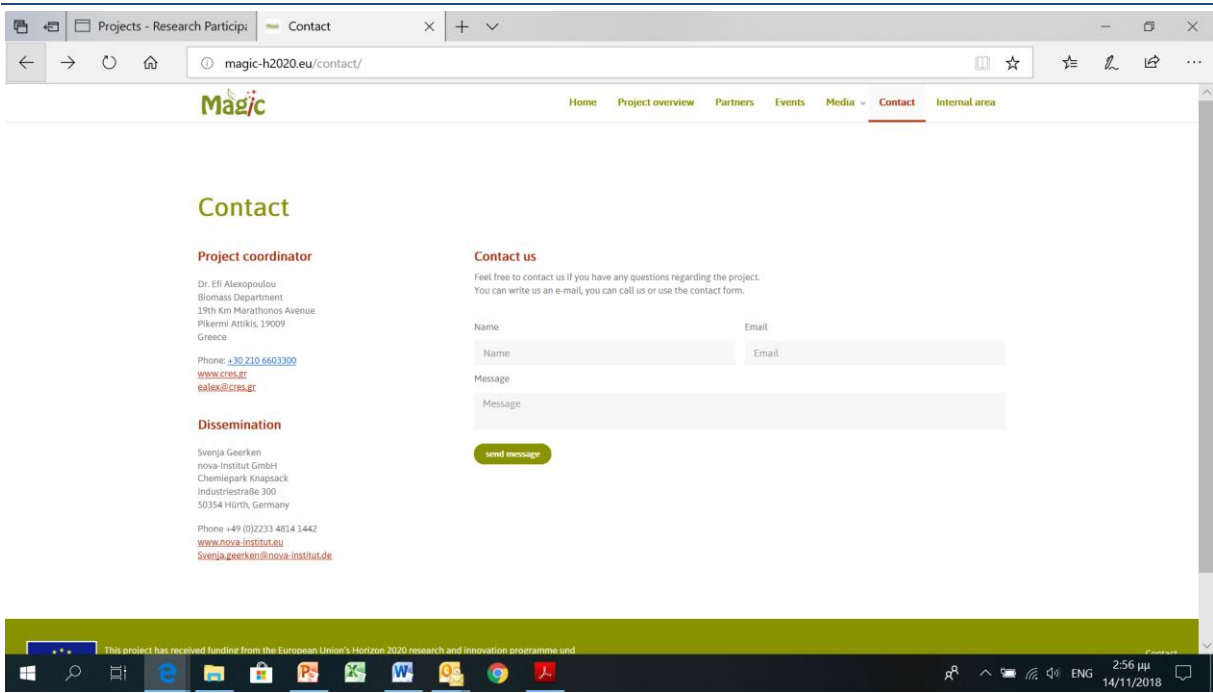 Projects - Research Particip
Contact
magic-h2020.eu/contact/
Magic
Home Project overview Partners Events Media Contact Internal area
Contact
Project coordinator
Dr. Efi Alexopoulou
Biomass Department
19th Km Marathonos Avenue
Pikermi Attikis, 19009
Greece
Phone: +30 210 6603300
www.cres.gr
ealex@cres.gr
Dissemination
Svenja Geerken
nova-Institut GmbH
Chemiepark Knapsack
Industriestraße 300
50354 Hürth, Germany
Phone +49 (0)2233 4814 1442
www.nova-institut.eu
Svenja.geerken@nova-institut.de
Contact us
Feel free to contact us if you have any questions regarding the project.
You can write us an e-mail, you can call us or use the contact form.
Name Email
Name Email
Message
Message
send message
This project has received funding from the European Union's Horizon 2020 research and innovation programme und
Contact
ENG
2:56 μμ
14/11/2018